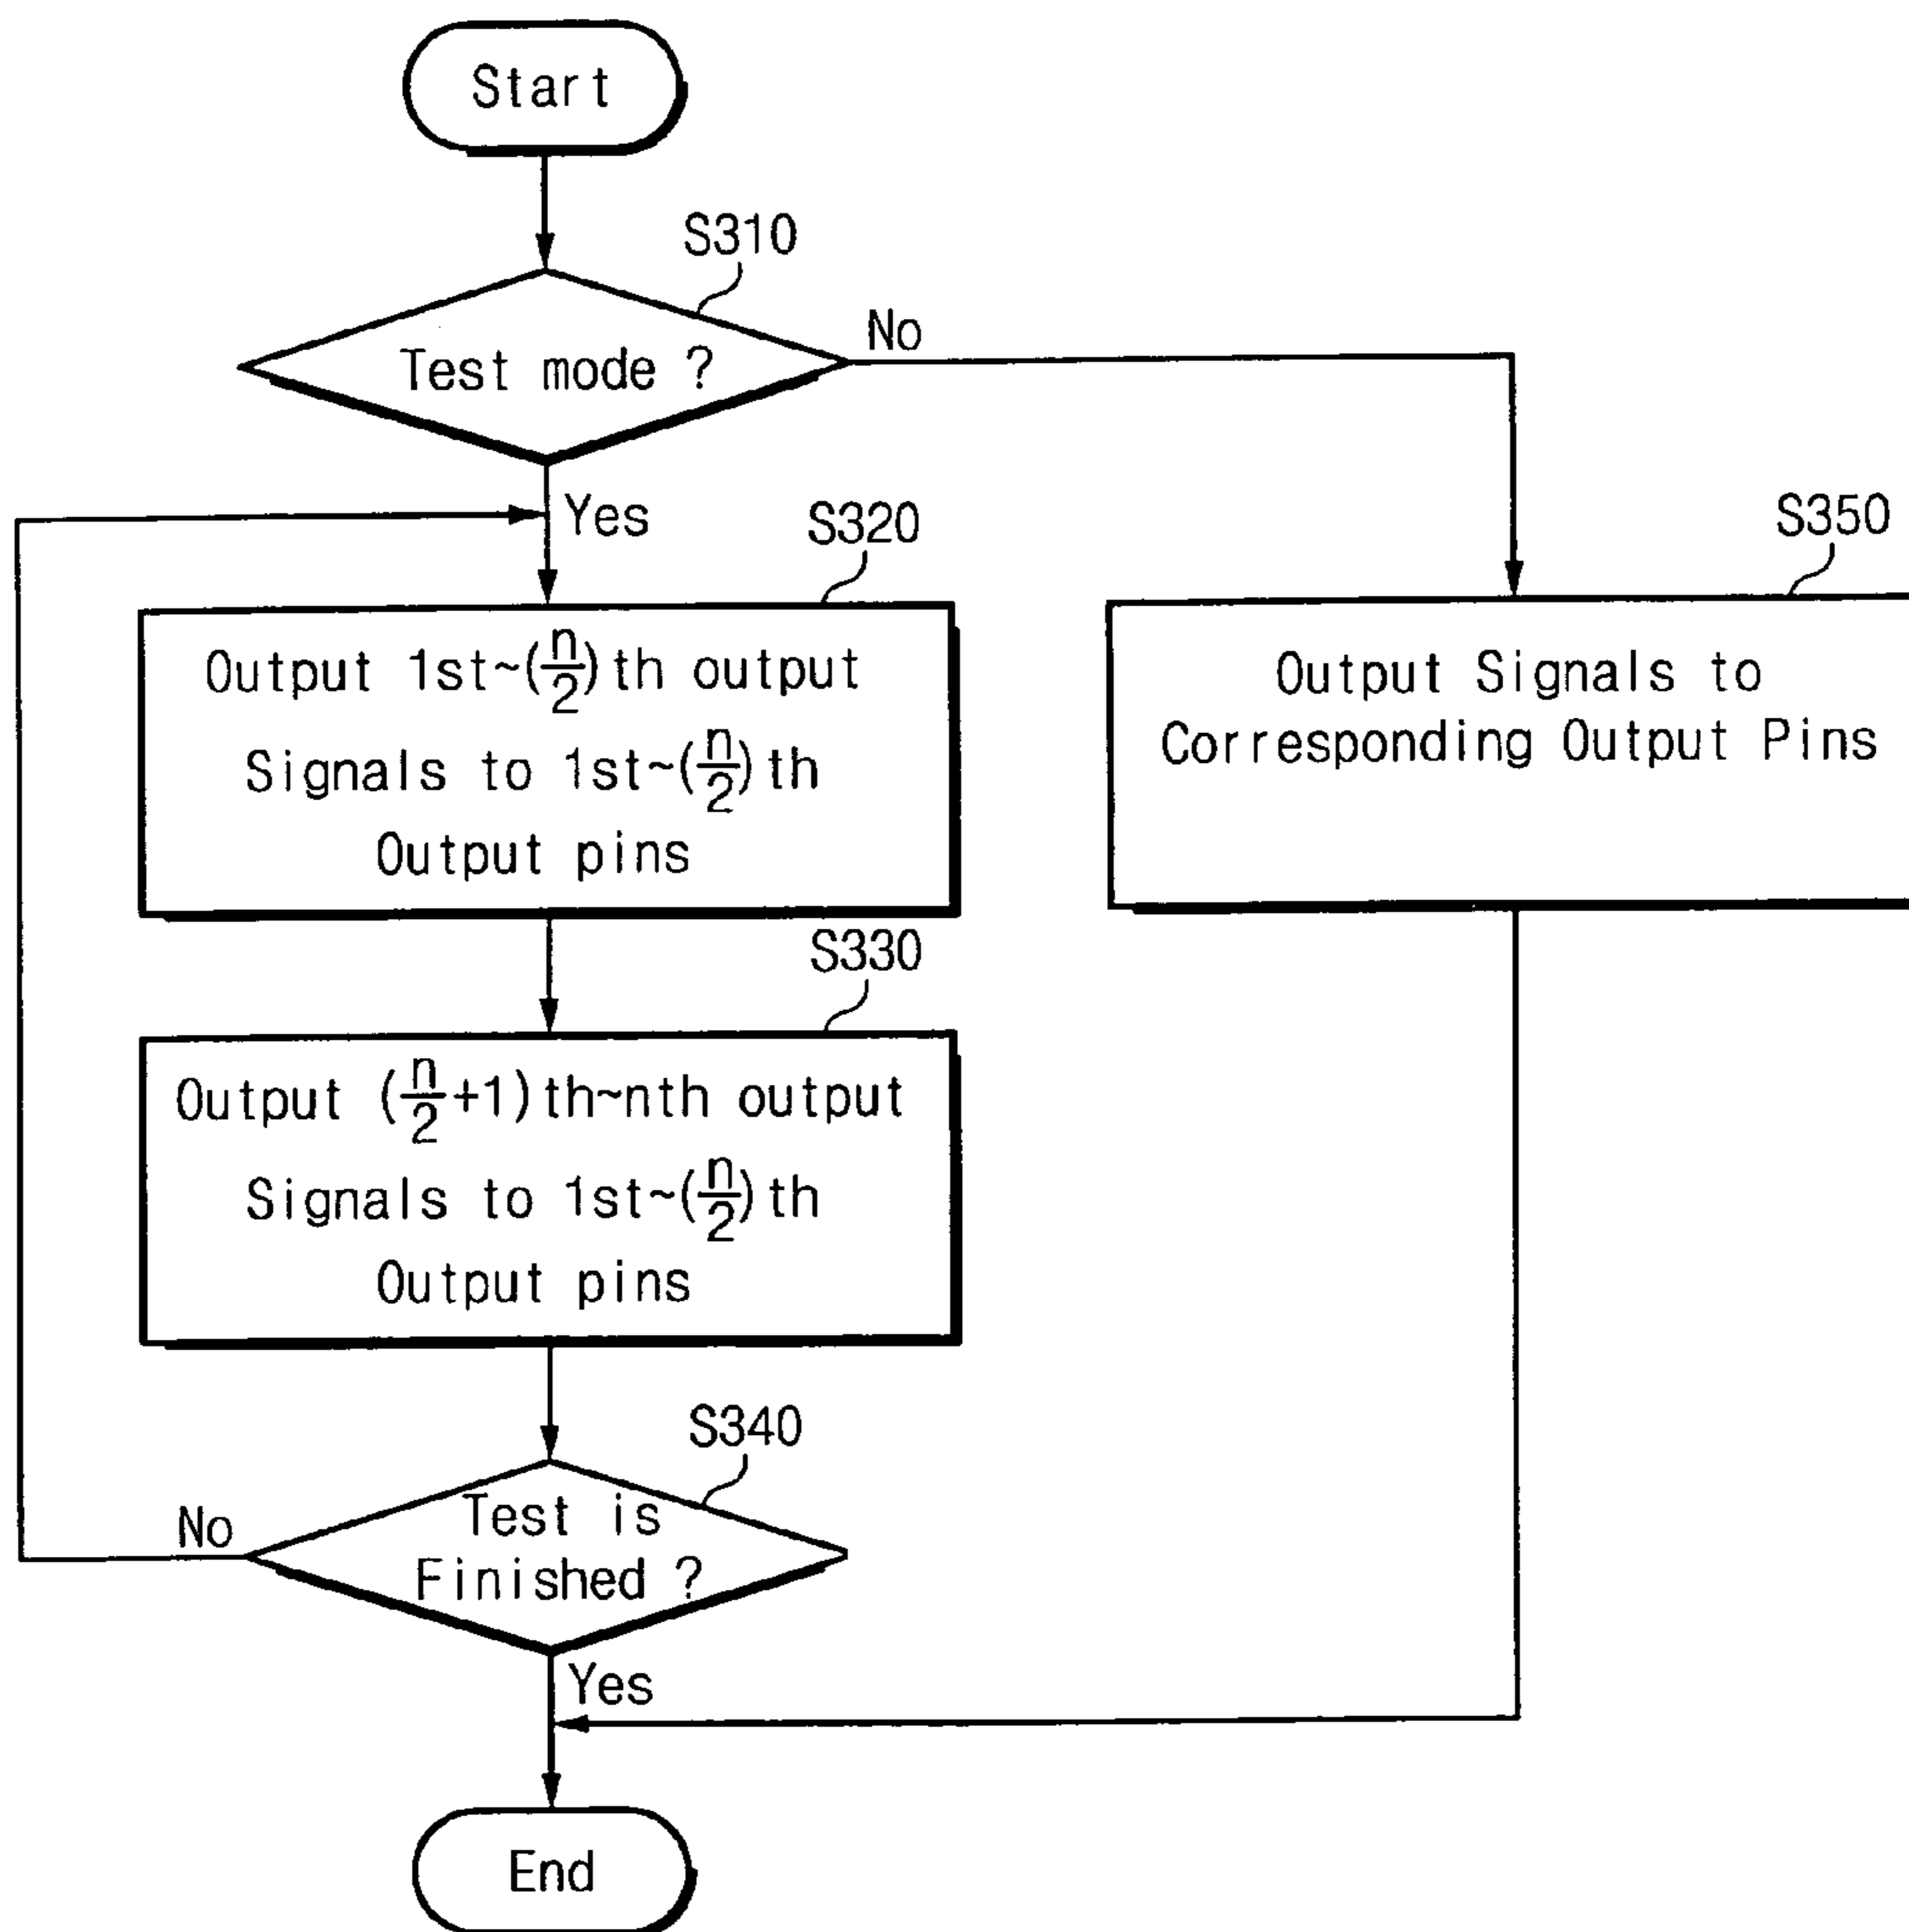 Start
S310
Test mode ?
No
Yes
S320
S350
Output 1st~(n/2)th output
Signals to 1st~(n/2)th
Output pins
Output Signals to
Corresponding Output Pins
S330
Output (n/2+1)th~nth output
Signals to 1st~(n/2)th
Output pins
S340
Test is
Finished ?
No
Yes
End